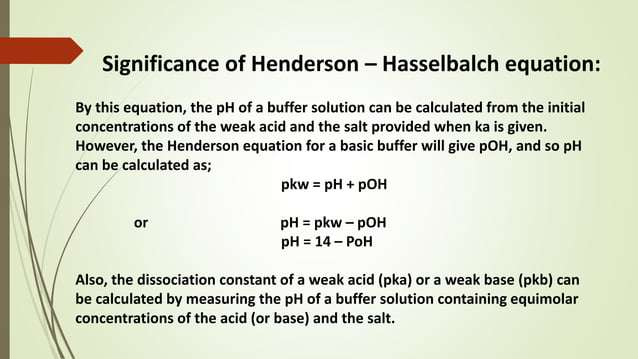 Significance of Henderson – Hasselbalch equation:
By this equation, the pH of a buffer solution can be calculated from the initial
concentrations of the weak acid and the salt provided when ka is given.
However, the Henderson equation for a basic buffer will give pOH, and so pH
can be calculated as;
pkw = pH + pOH
or pH = pkw – pOH
pH = 14 – PoH
Also, the dissociation constant of a weak acid (pka) or a weak base (pkb) can
be calculated by measuring the pH of a buffer solution containing equimolar
concentrations of the acid (or base) and the salt.